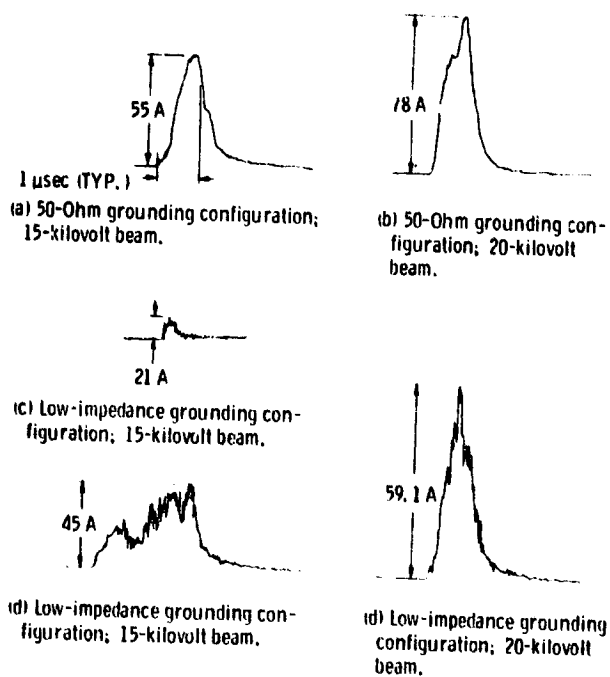 55 A
1 μsec (TYP.)
(a) 50-Ohm grounding configuration;
15-kilovolt beam.
78 A
(b) 50-Ohm grounding con-
figuration; 20-kilovolt
beam.
21 A
(c) Low-impedance grounding con-
figuration; 15-kilovolt beam.
45 A
(d) Low-impedance grounding con-
figuration; 15-kilovolt beam.
59.1 A
(d) Low-impedance grounding
configuration; 20-kilovolt
beam.